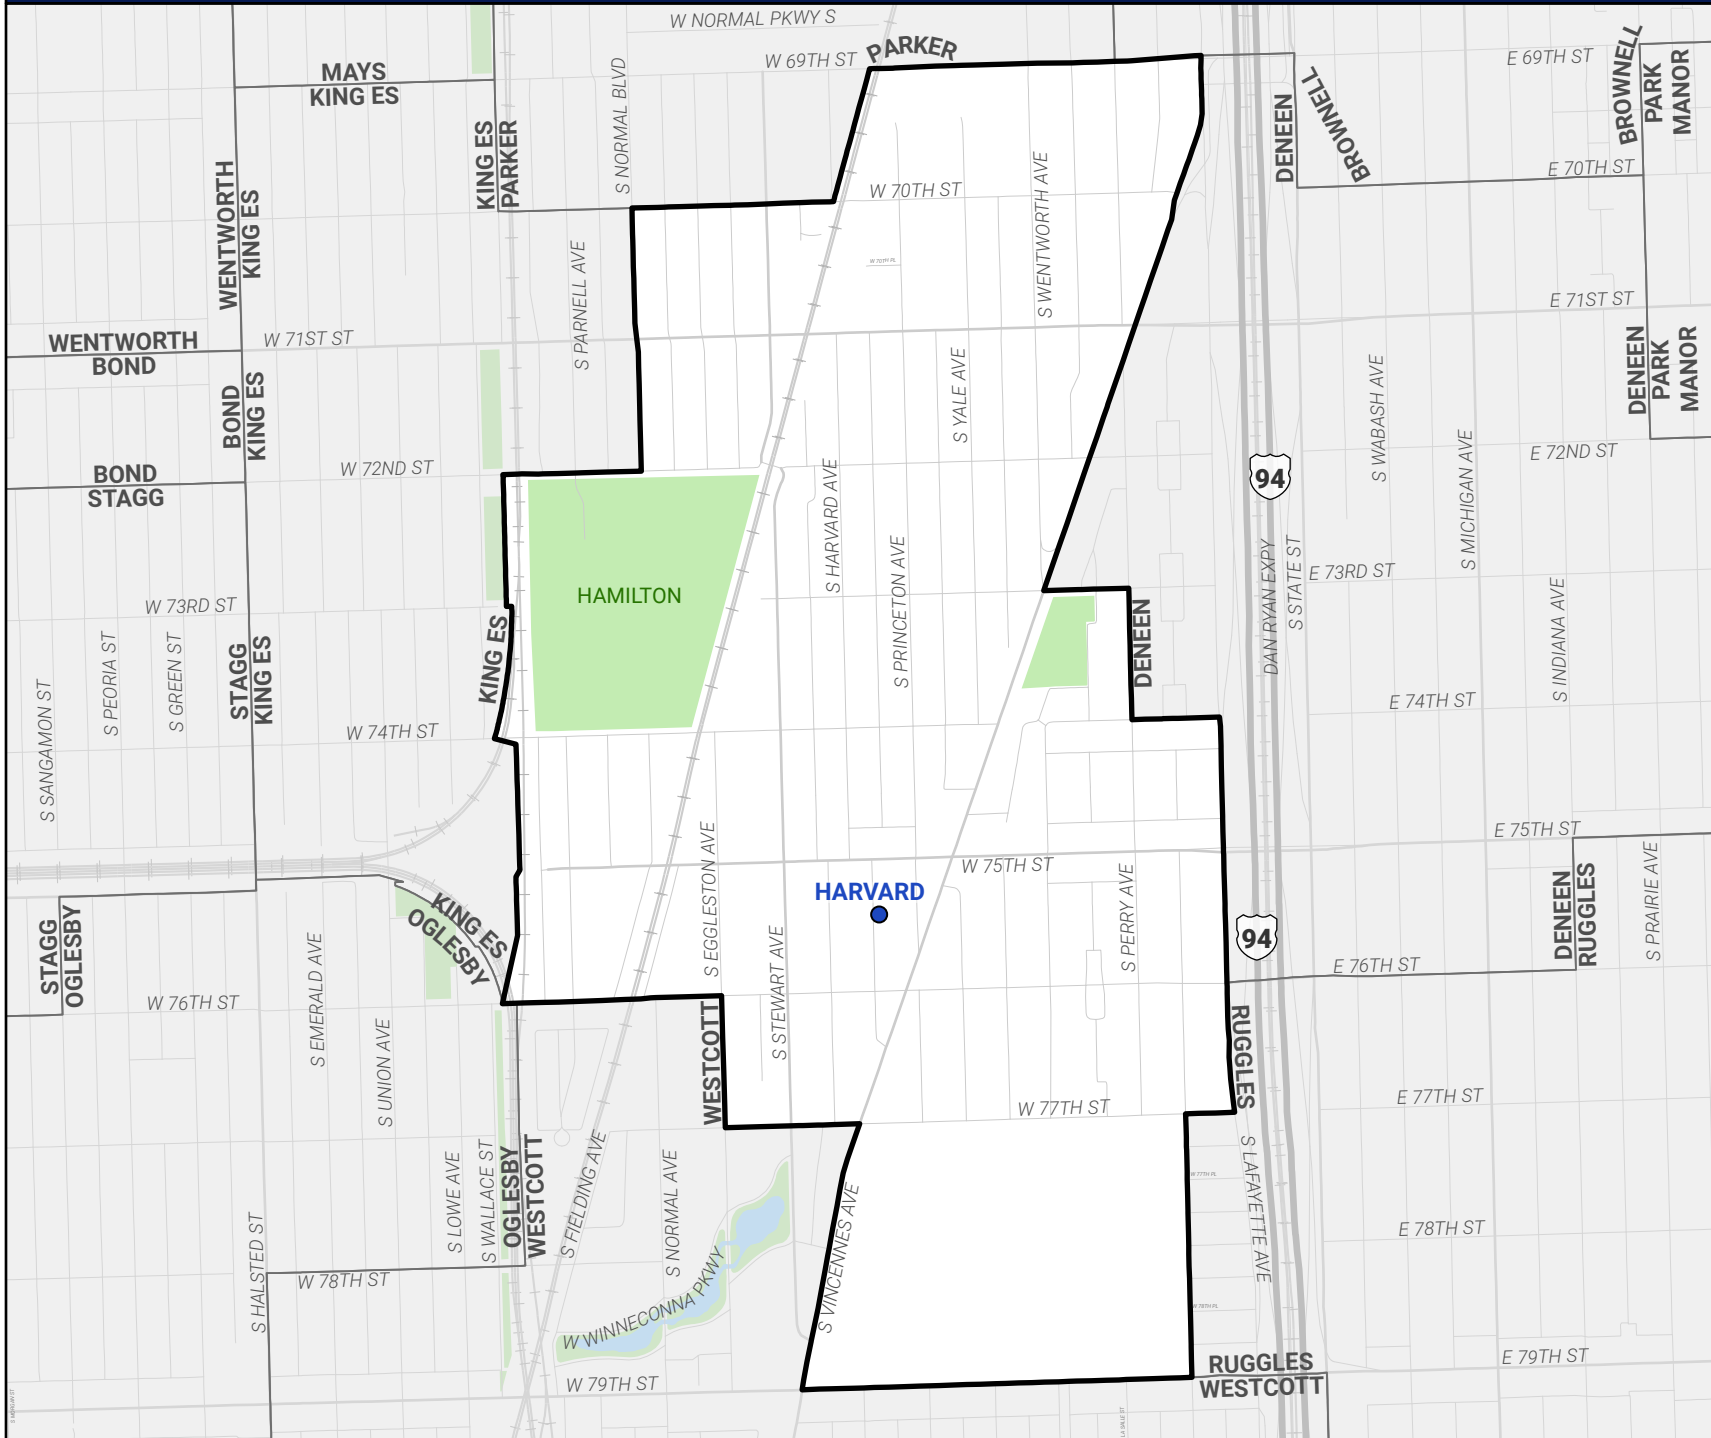 W NORMAL PKWY S
PARKER
W 69TH ST
E 69TH ST
BROWNELL
PARK
MANOR
MAYS
KING ES
S NORMAL BLVD
KING ES
PARKER
DENEEN
BROWNELL
WENTWORTH
KING ES
W 70TH ST
E 70TH ST
S WENTWORTH AVE
S PARNELL AVE
W 70TH PL
E 71ST ST
WENTWORTH
BOND
W 71ST ST
DENEEN
PARK
MANOR
BOND
KING ES
S YALE AVE
S WABASH AVE
S MICHIGAN AVE
W 72ND ST
E 72ND ST
BOND
STAGG
94
S HARVARD AVE
S PRINCETON AVE
DAN RYAN EXPY
S STATE ST
E 73RD ST
HAMILTON
W 73RD ST
S INDIANA AVE
KING ES
DENEEN
S SANGAMON ST
S PEORIA ST
S GREEN ST
STAGG
KING ES
E 74TH ST
W 74TH ST
E 75TH ST
W 75TH ST
S EGGLESTON AVE
HARVARD
S PERRY AVE
DENEEN
RUGGLES
S PRAIRIE AVE
KING ES
OGLESBY
STAGG
OGLESBY
94
S EMERALD AVE
S STEWART AVE
E 76TH ST
W 76TH ST
S UNION AVE
WESTCOTT
RUGGLES
W 77TH ST
E 77TH ST
S LOWE AVE
S WALLACE ST
OGLESBY
WESTCOTT
S FIELDING AVE
S NORMAL AVE
W 77TH PL
S LAFAYETTE AVE
S VINCENNES AVE
E 78TH ST
S HALSTED ST
W 78TH ST
W WINNECONNA PKWY
W 78TH PL
E 79TH ST
RUGGLES
WESTCOTT
W 79TH ST